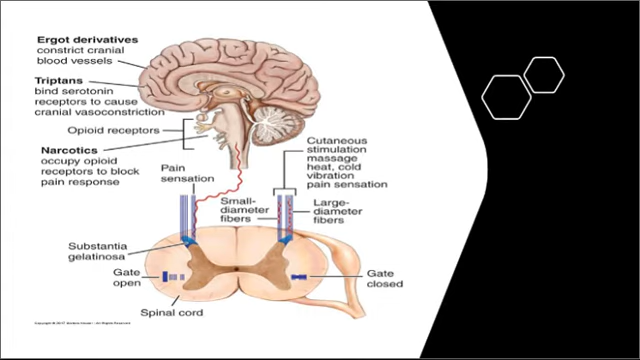 Ergot derivatives
constrict cranial
blood vessels
Triptans
bind serotonin
receptors to cause
cranial vasoconstriction
Opioid receptors
Narcotics
occupy opioid
receptors to block
pain response
Pain
sensation
Cutaneous
stimulation
massage
heat, cold
vibration
pain sensation
Small-
diameter
fibers
Large-
diameter
fibers
Substantia
gelatinosa
Gate
open
Gate
closed
Spinal cord